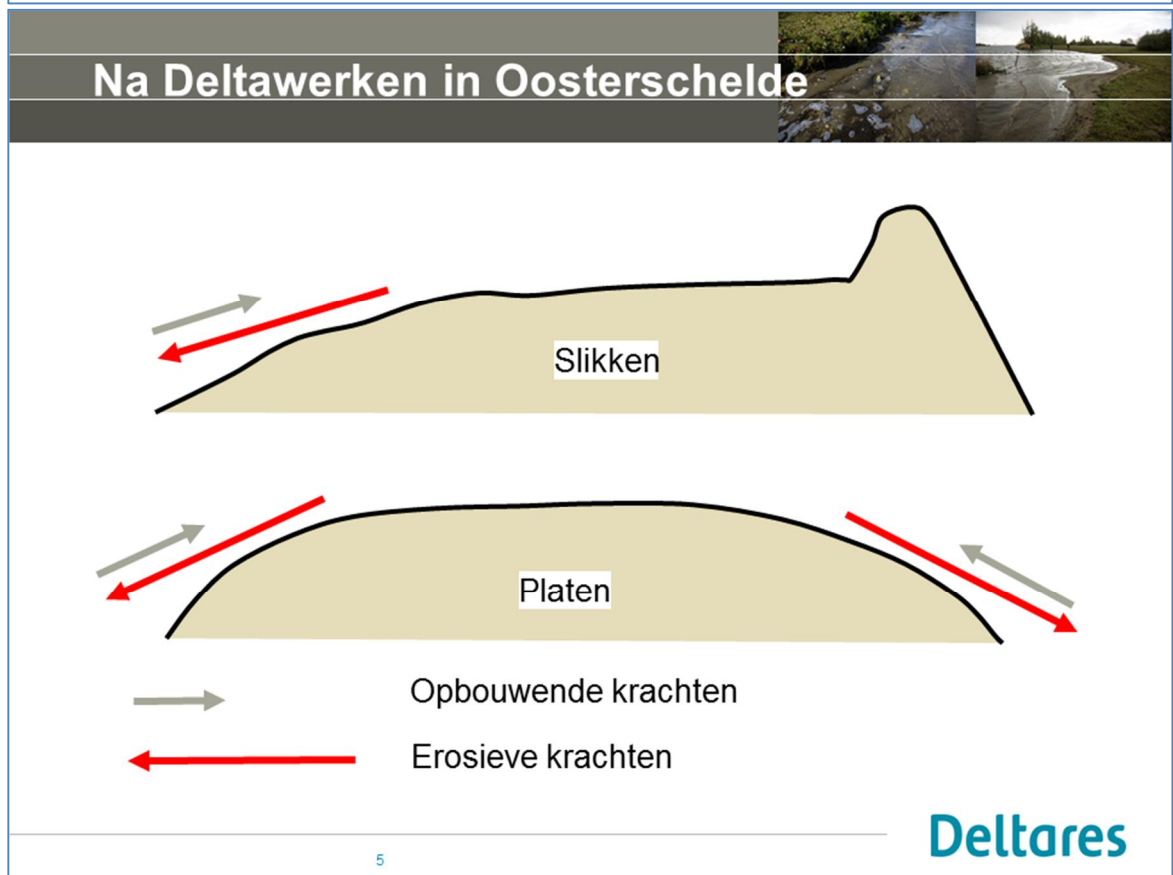 Na Deltawerken in Oosterschelde
Slikken
Platen
Opbouwende krachten
Erosieve krachten
5
Deltares